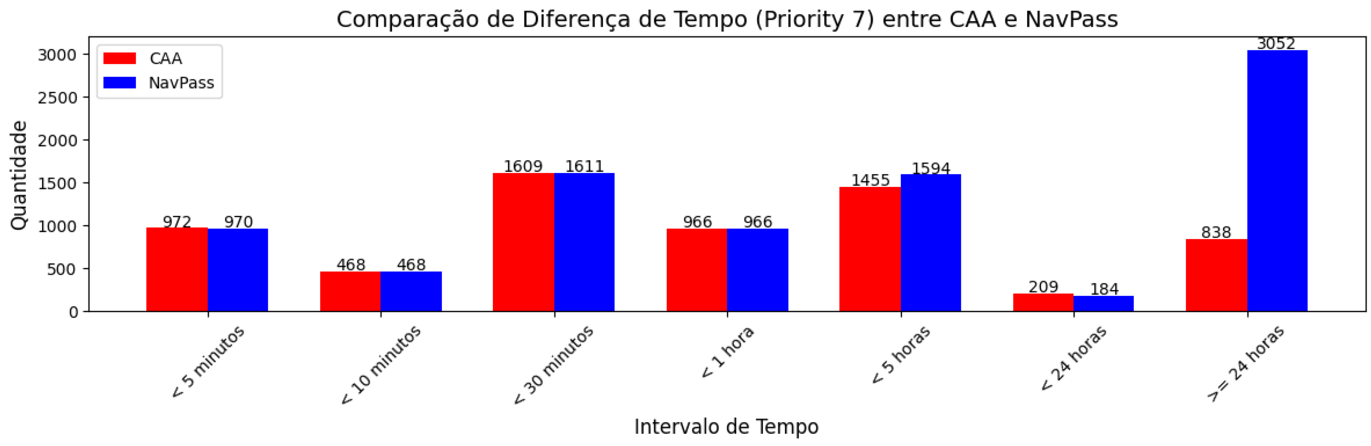 Comparação de Diferença de Tempo (Priority 7) entre CAA e NavPass
CAA
NavPass
Quantidade
3000
2500
2000
1500
1000
500
0
972 970
468 468
1609 1611
966 966
1455 1594
209 184
838 3052
< 5 minutos
< 10 minutos
< 30 minutos
< 1 hora
< 5 horas
< 24 horas
>= 24 horas
Intervalo de Tempo